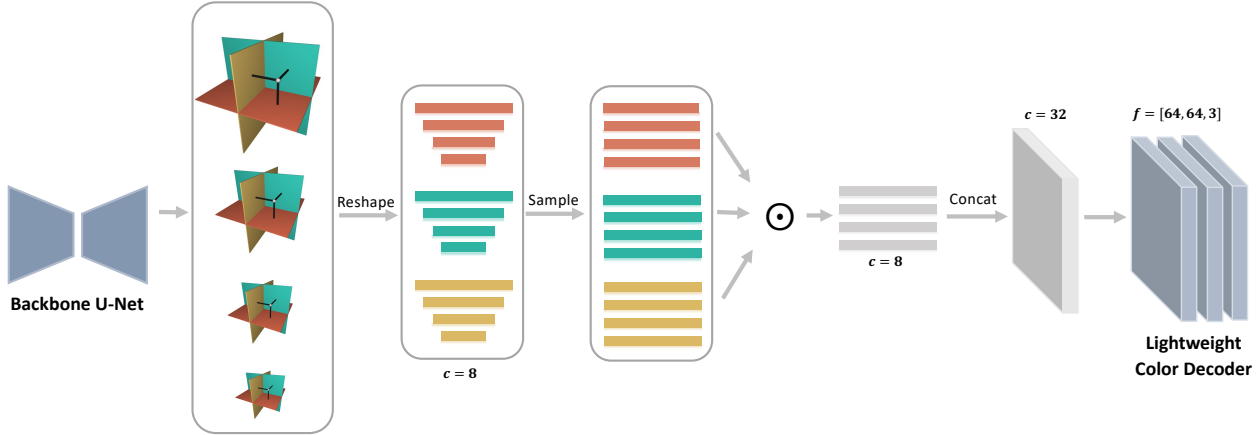 Backbone U-Net
Reshape
c = 8
Sample
c = 8
Concat
c = 32
f = [64, 64, 3]
Lightweight
Color Decoder